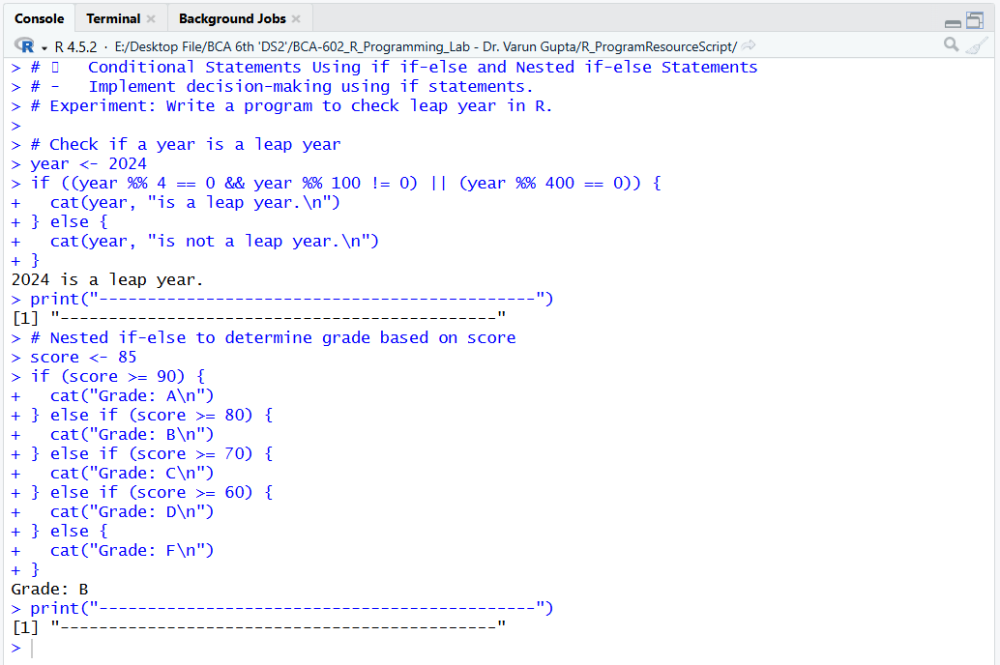 Console Terminal Background Jobs
R 4.5.2 · E:/Desktop File/BCA 6th 'DS2'/BCA-602_R_Programming_Lab - Dr. Varun Gupta/R_ProgramResourceScript/
> # ▯   Conditional Statements Using if if-else and Nested if-else Statements
> # -   Implement decision-making using if statements.
> # Experiment: Write a program to check leap year in R.
>
> # Check if a year is a leap year
> year <- 2024
> if ((year %% 4 == 0 && year %% 100 != 0) || (year %% 400 == 0)) {
+   cat(year, "is a leap year.\n")
+ } else {
+   cat(year, "is not a leap year.\n")
+ }
2024 is a leap year.
> print("---------------------------------------------")
[1] "---------------------------------------------"
> # Nested if-else to determine grade based on score
> score <- 85
> if (score >= 90) {
+   cat("Grade: A\n")
+ } else if (score >= 80) {
+   cat("Grade: B\n")
+ } else if (score >= 70) {
+   cat("Grade: C\n")
+ } else if (score >= 60) {
+   cat("Grade: D\n")
+ } else {
+   cat("Grade: F\n")
+ }
Grade: B
> print("---------------------------------------------")
[1] "---------------------------------------------"
>